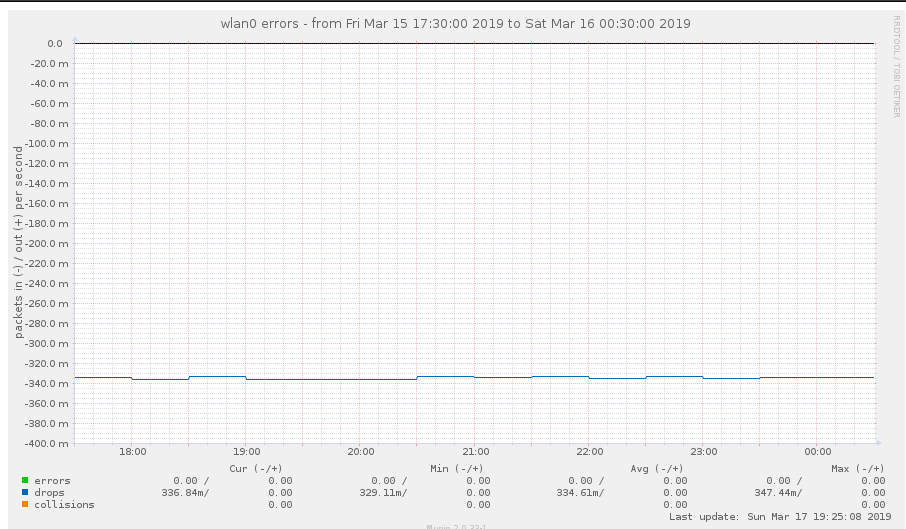 wlan0 errors - from Fri Mar 15 17:30:00 2019 to Sat Mar 16 00:30:00 2019
RRDTOOL / TOBI OETIKER
packets in (-) / out (+) per second
0.0
-20.0 m
-40.0 m
-60.0 m
-80.0 m
-100.0 m
-120.0 m
-140.0 m
-160.0 m
-180.0 m
-200.0 m
-220.0 m
-240.0 m
-260.0 m
-280.0 m
-300.0 m
-320.0 m
-340.0 m
-360.0 m
-380.0 m
-400.0 m
18:00 19:00 20:00 21:00 22:00 23:00 00:00
Cur (-/+) Min (-/+) Avg (-/+) Max (-/+)
errors 0.00 / 0.00 0.00 / 0.00 0.00 / 0.00 0.00 / 0.00
drops 336.84m/ 0.00 329.11m/ 0.00 334.61m/ 0.00 347.44m/ 0.00
collisions 0.00 0.00 0.00 0.00
Last update: Sun Mar 17 19:25:08 2019